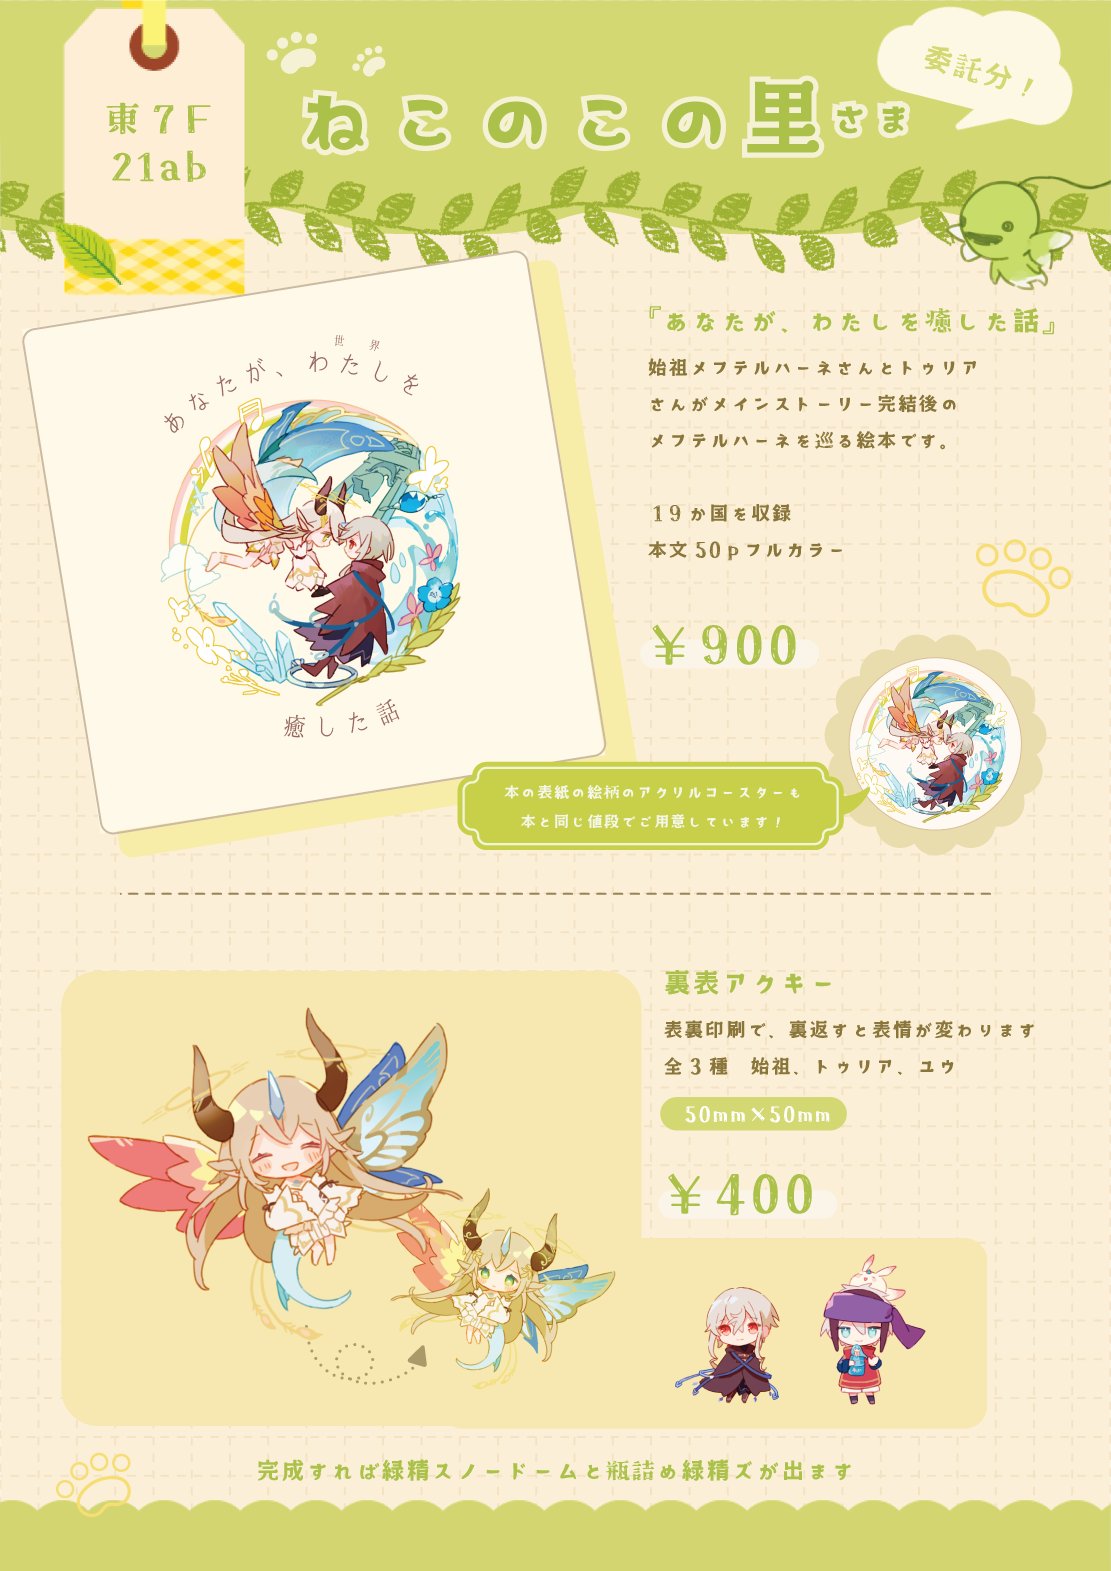 東7F
21ab
ねこのこの里さま
委託分！
世界
あなたが、わたしを
癒した話
『あなたが、わたしを癒した話』
始祖メフテルハーネさんとトゥリア
さんがメインストーリー完結後の
メフテルハーネを巡る絵本です。
19か国を収録
本文50pフルカラー
￥900
本の表紙の絵柄のアクリルコースターも
本と同じ値段でご用意しています！
裏表アクキー
表裏印刷で、裏返すと表情が変わります
全3種　始祖、トゥリア、ユウ
50mm×50mm
￥400
完成すれば緑精スノードームと瓶詰め緑精ズが出ます